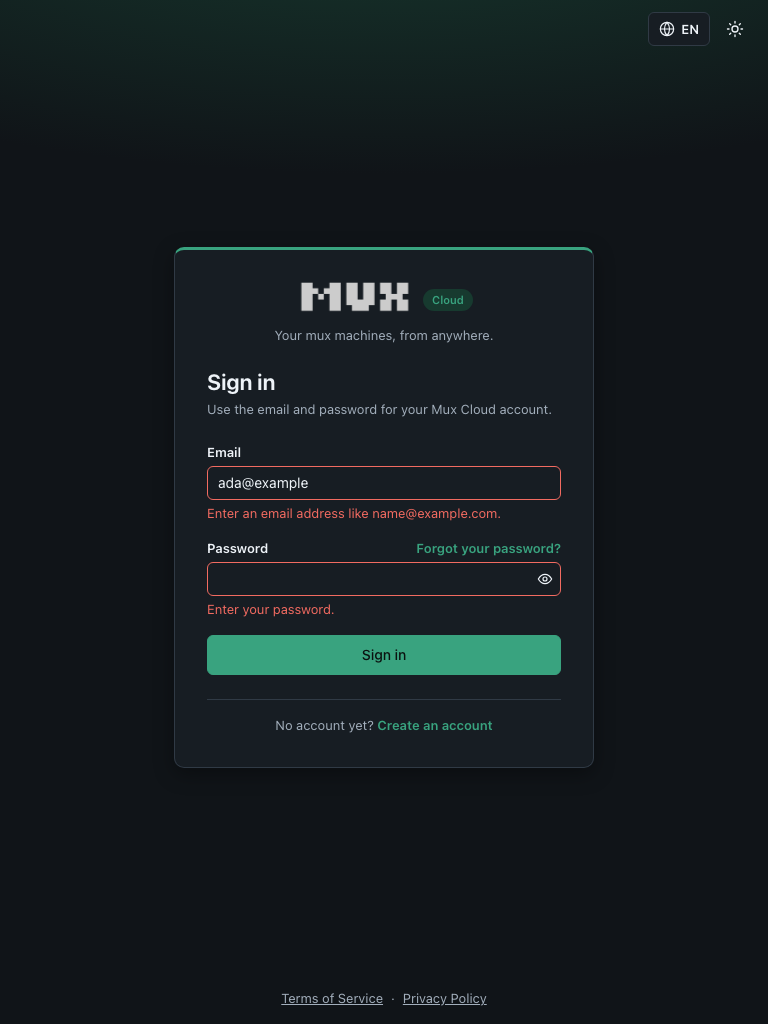 EN
MUX Cloud
Your mux machines, from anywhere.
Sign in
Use the email and password for your Mux Cloud account.
Email
ada@example
Enter an email address like name@example.com.
Password Forgot your password?
Enter your password.
Sign in
No account yet? Create an account
Terms of Service · Privacy Policy